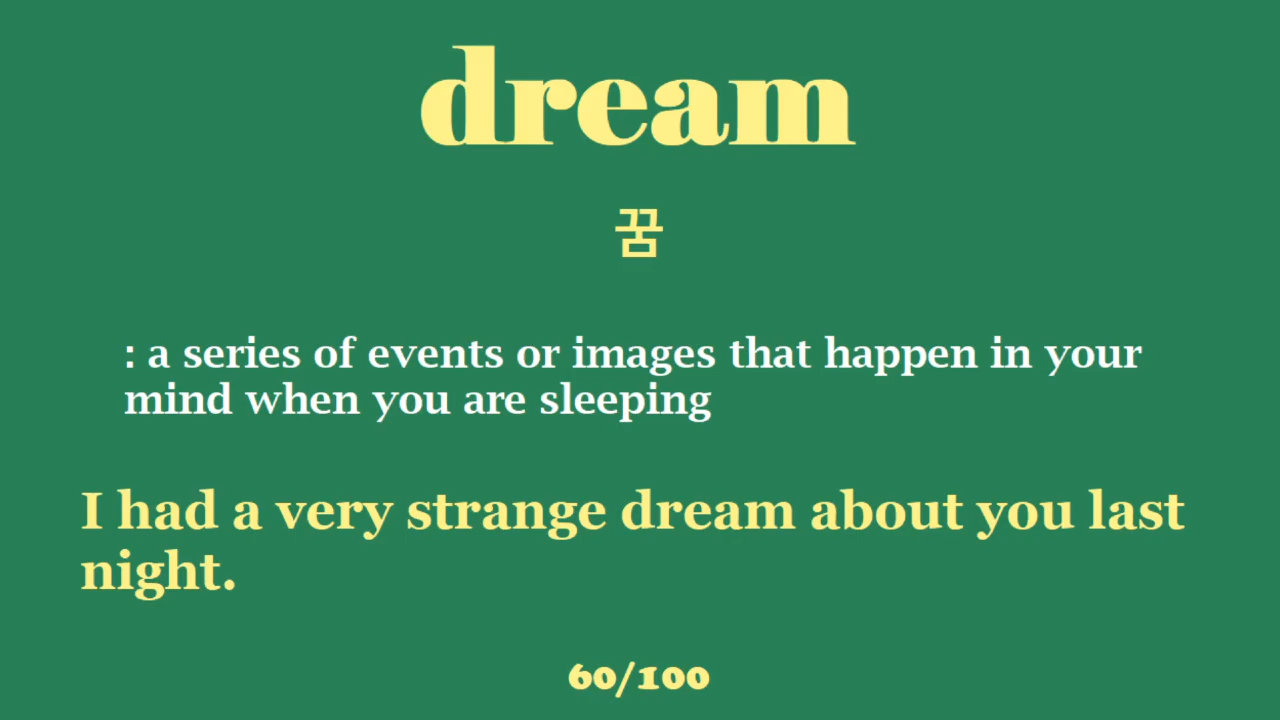 dream
꿈
: a series of events or images that happen in your
mind when you are sleeping
I had a very strange dream about you last
night.
60/100